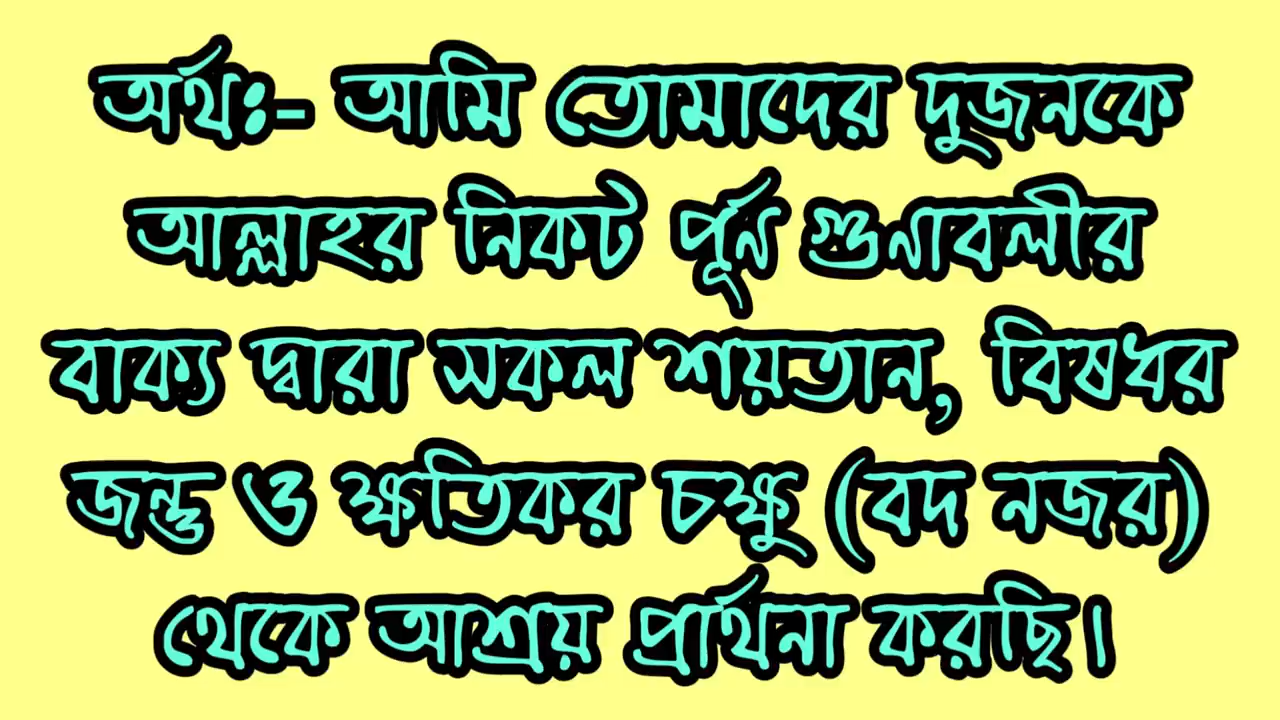 অর্থঃ- আমি তোমাদের দুজনকে
আল্লাহর নিকট পূর্ন গুনাবলীর
বাক্য দ্বারা সকল শয়তান, বিষধর
জন্তু ও ক্ষতিকর চক্ষু (বদ নজর)
থেকে আশ্রয় প্রার্থনা করছি।